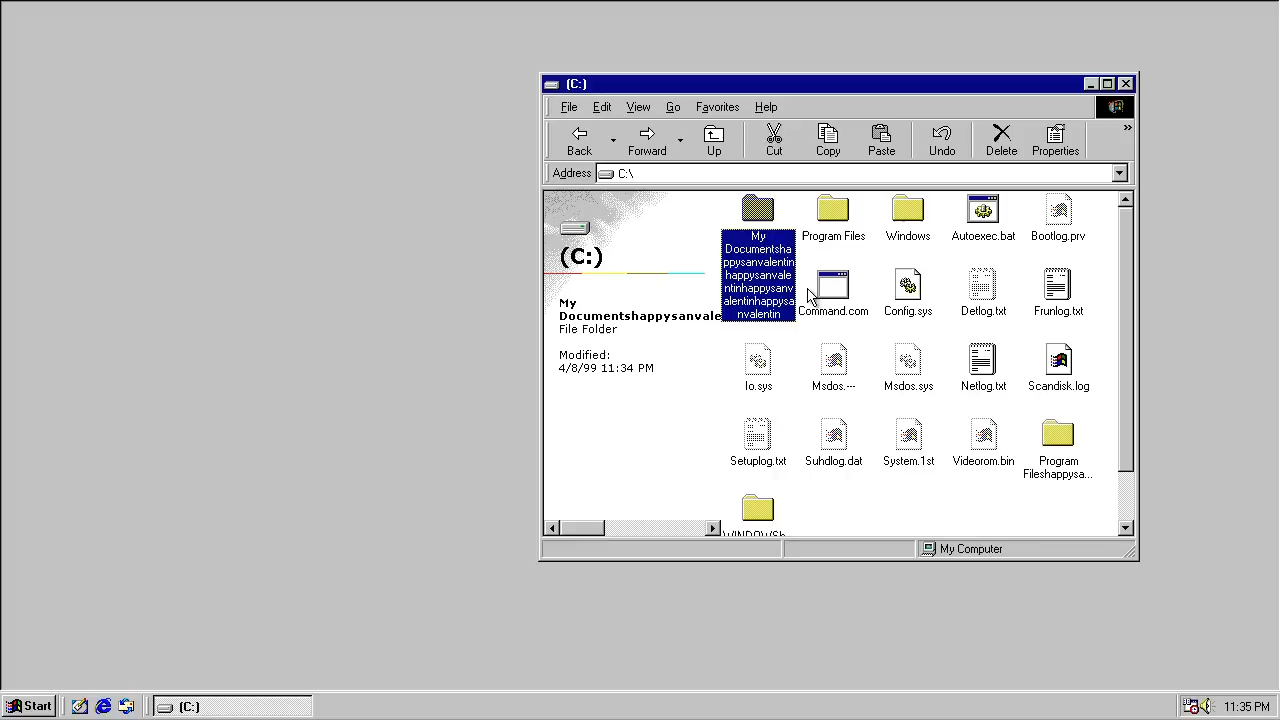 (C:)
File Edit View Go Favorites Help
Back Forward Up Cut Copy Paste Undo Delete Properties
Address C:\
(C:)
My
Documentshappysanvale
File Folder
Modified:
4/8/99 11:34 PM
My
Documentsha
ppysanvalentin
happysanvale
ntinhappysanv
alentinhappysa
nvalentin
Program Files
Windows
Autoexec.bat
Bootlog.prv
Command.com
Config.sys
Detlog.txt
Frunlog.txt
Io.sys
Msdos.---
Msdos.sys
Netlog.txt
Scandisk.log
Setuplog.txt
Suhdlog.dat
System.1st
Videorom.bin
Program
Fileshappysa...
WINDOWSh
My Computer
Start (C:) 11:35 PM